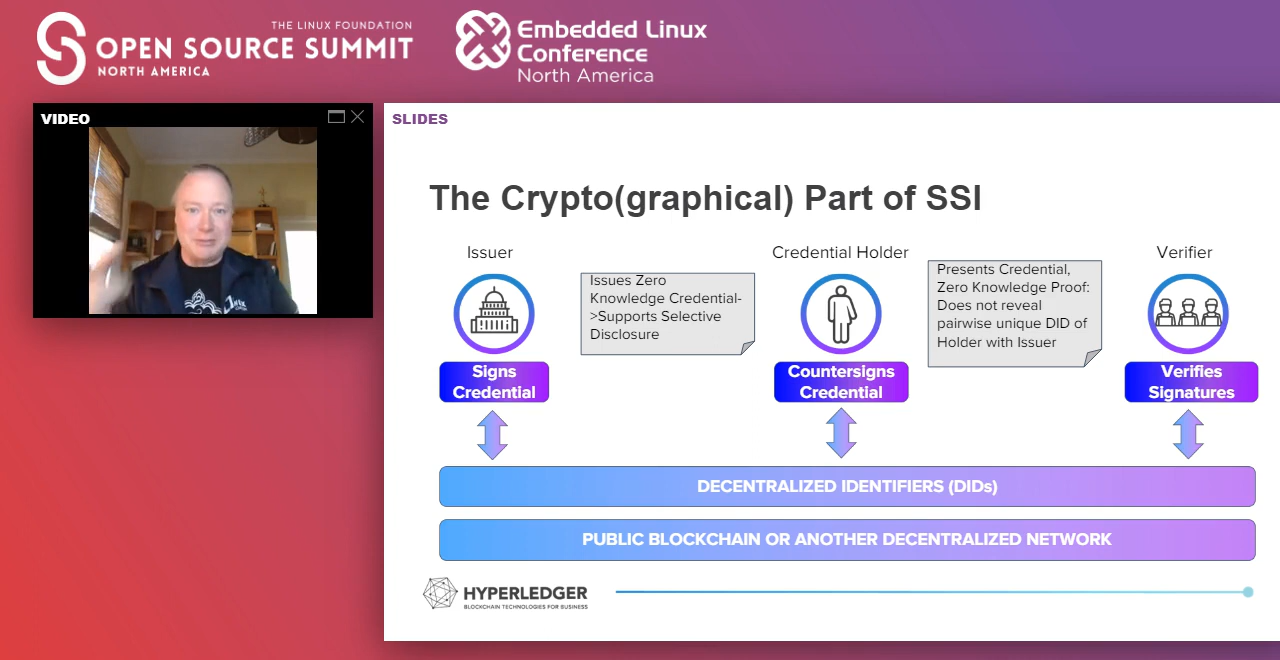 THE LINUX FOUNDATION
OPEN SOURCE SUMMIT
NORTH AMERICA
Embedded Linux
Conference
North America
VIDEO
SLIDES
The Crypto(graphical) Part of SSI
Issuer
Issues Zero
Knowledge Credential-
>Supports Selective
Disclosure
Signs
Credential
Credential Holder
Countersigns
Credential
Presents Credential,
Zero Knowledge Proof:
Does not reveal
pairwise unique DID of
Holder with Issuer
Verifier
Verifies
Signatures
DECENTRALIZED IDENTIFIERS (DIDs)
PUBLIC BLOCKCHAIN OR ANOTHER DECENTRALIZED NETWORK
HYPERLEDGER
BLOCKCHAIN TECHNOLOGIES FOR BUSINESS